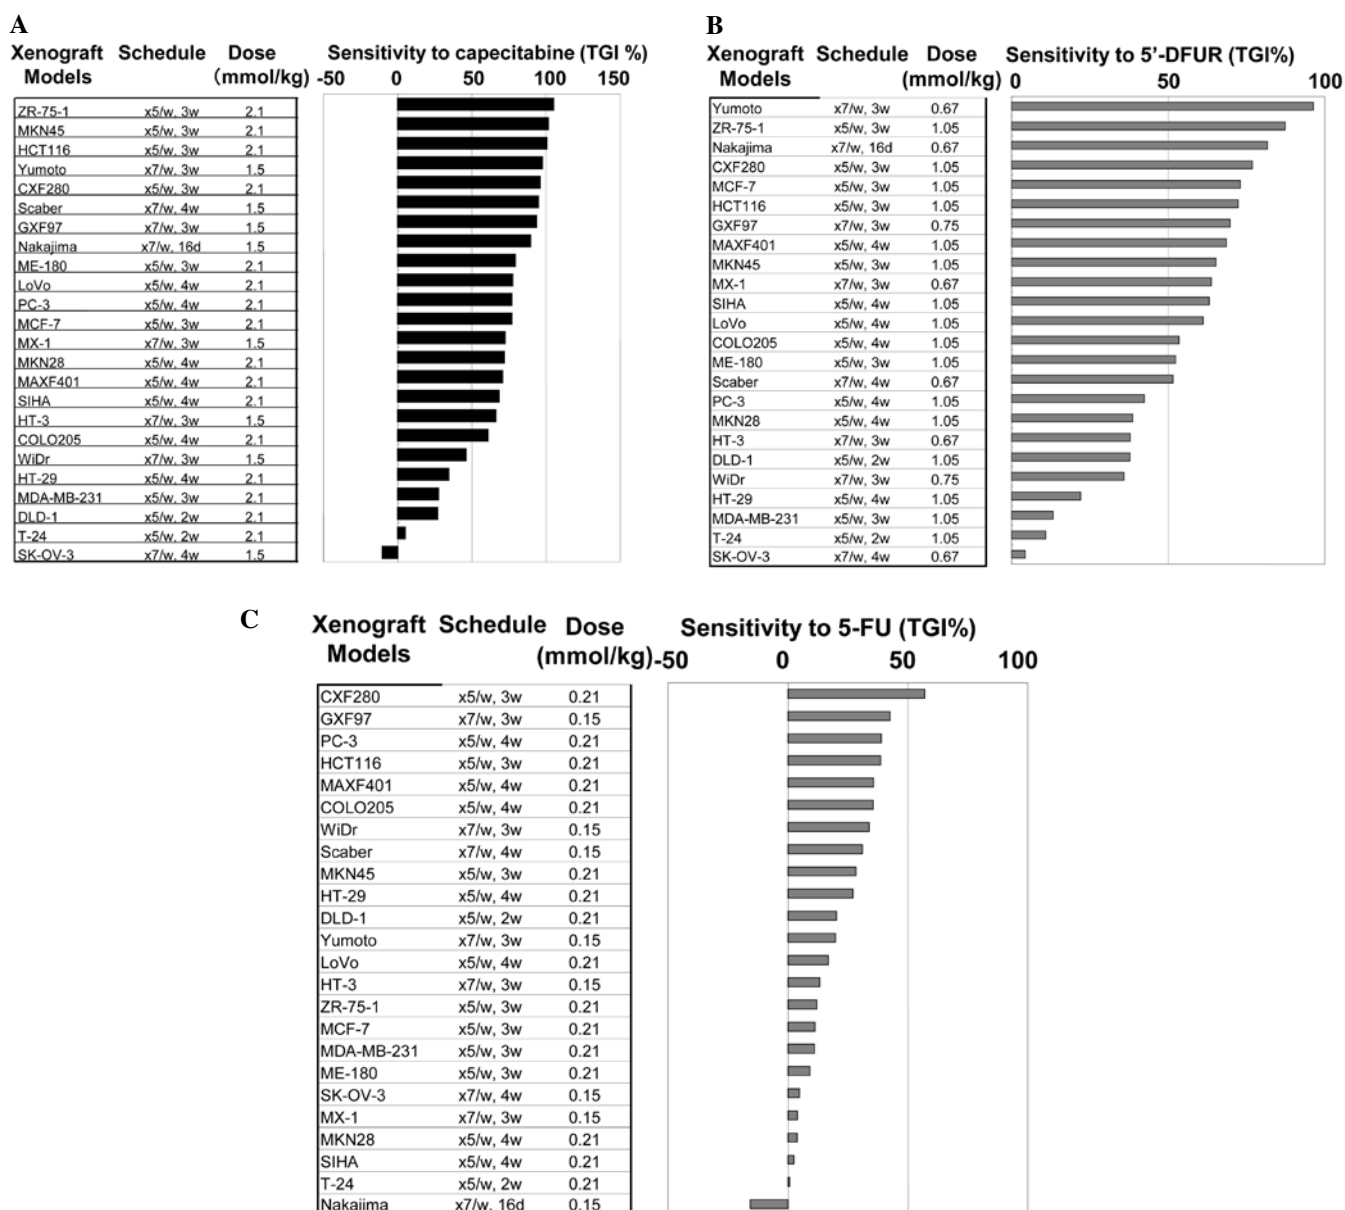 A
Xenograft Models Schedule Dose (mmol/kg) Sensitivity to capecitabine (TGI %)
-50 0 50 100 150
ZR-75-1 x5/w, 3w 2.1
MKN45 x5/w, 3w 2.1
HCT116 x5/w, 3w 2.1
Yumoto x7/w, 3w 1.5
CXF280 x5/w, 3w 2.1
Scaber x7/w, 4w 1.5
GXF97 x7/w, 3w 1.5
Nakajima x7/w, 16d 1.5
ME-180 x5/w, 3w 2.1
LoVo x5/w, 4w 2.1
PC-3 x5/w, 4w 2.1
MCF-7 x5/w, 3w 2.1
MX-1 x7/w, 3w 1.5
MKN28 x5/w, 4w 2.1
MAXF401 x5/w, 4w 2.1
SIHA x5/w, 4w 2.1
HT-3 x7/w, 3w 1.5
COLO205 x5/w, 4w 2.1
WiDr x7/w, 3w 1.5
HT-29 x5/w, 4w 2.1
MDA-MB-231 x5/w, 3w 2.1
DLD-1 x5/w, 2w 2.1
T-24 x5/w, 2w 2.1
SK-OV-3 x7/w, 4w 1.5
B
Xenograft Models Schedule Dose (mmol/kg) Sensitivity to 5'-DFUR (TGI%)
0 50 100
Yumoto x7/w, 3w 0.67
ZR-75-1 x5/w, 3w 1.05
Nakajima x7/w, 16d 0.67
CXF280 x5/w, 3w 1.05
MCF-7 x5/w, 3w 1.05
HCT116 x5/w, 3w 1.05
GXF97 x7/w, 3w 0.75
MAXF401 x5/w, 4w 1.05
MKN45 x5/w, 3w 1.05
MX-1 x7/w, 3w 0.67
SIHA x5/w, 4w 1.05
LoVo x5/w, 4w 1.05
COLO205 x5/w, 4w 1.05
ME-180 x5/w, 3w 1.05
Scaber x7/w, 4w 0.67
PC-3 x5/w, 4w 1.05
MKN28 x5/w, 4w 1.05
HT-3 x7/w, 3w 0.67
DLD-1 x5/w, 2w 1.05
WiDr x7/w, 3w 0.75
HT-29 x5/w, 4w 1.05
MDA-MB-231 x5/w, 3w 1.05
T-24 x5/w, 2w 1.05
SK-OV-3 x7/w, 4w 0.67
C
Xenograft Models Schedule Dose (mmol/kg) Sensitivity to 5-FU (TGI%)
-50 0 50 100
CXF280 x5/w, 3w 0.21
GXF97 x7/w, 3w 0.15
PC-3 x5/w, 4w 0.21
HCT116 x5/w, 3w 0.21
MAXF401 x5/w, 4w 0.21
COLO205 x5/w, 4w 0.21
WiDr x7/w, 3w 0.15
Scaber x7/w, 4w 0.15
MKN45 x5/w, 3w 0.21
HT-29 x5/w, 4w 0.21
DLD-1 x5/w, 2w 0.21
Yumoto x7/w, 3w 0.15
LoVo x5/w, 4w 0.21
HT-3 x7/w, 3w 0.15
ZR-75-1 x5/w, 3w 0.21
MCF-7 x5/w, 3w 0.21
MDA-MB-231 x5/w, 3w 0.21
ME-180 x5/w, 3w 0.21
SK-OV-3 x7/w, 4w 0.15
MX-1 x7/w, 3w 0.15
MKN28 x5/w, 4w 0.21
SIHA x5/w, 4w 0.21
T-24 x5/w, 2w 0.21
Nakajima x7/w, 16d 0.15